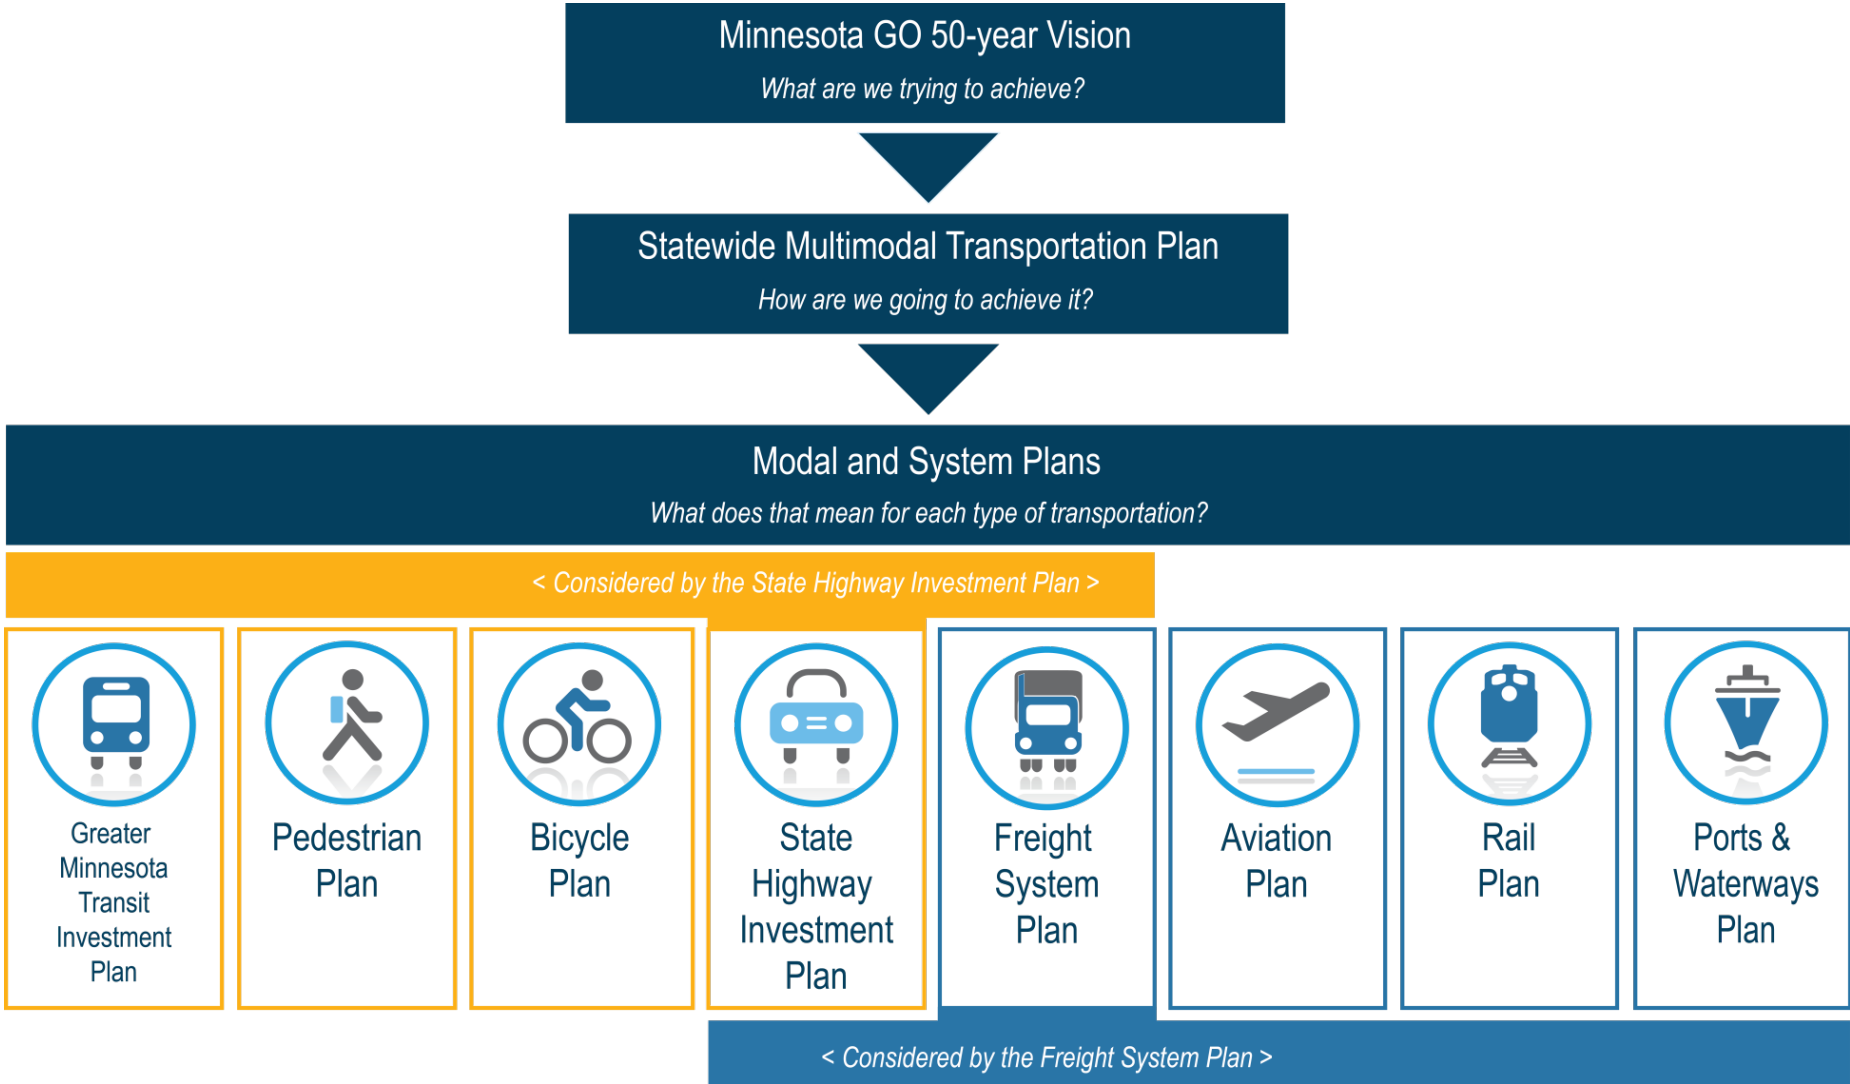 Minnesota GO 50-year Vision
What are we trying to achieve?
Statewide Multimodal Transportation Plan
How are we going to achieve it?
Modal and System Plans
What does that mean for each type of transportation?
< Considered by the State Highway Investment Plan >
Greater
Minnesota
Transit
Investment
Plan
Pedestrian
Plan
Bicycle
Plan
State
Highway
Investment
Plan
Freight
System
Plan
Aviation
Plan
Rail
Plan
Ports &
Waterways
Plan
< Considered by the Freight System Plan >